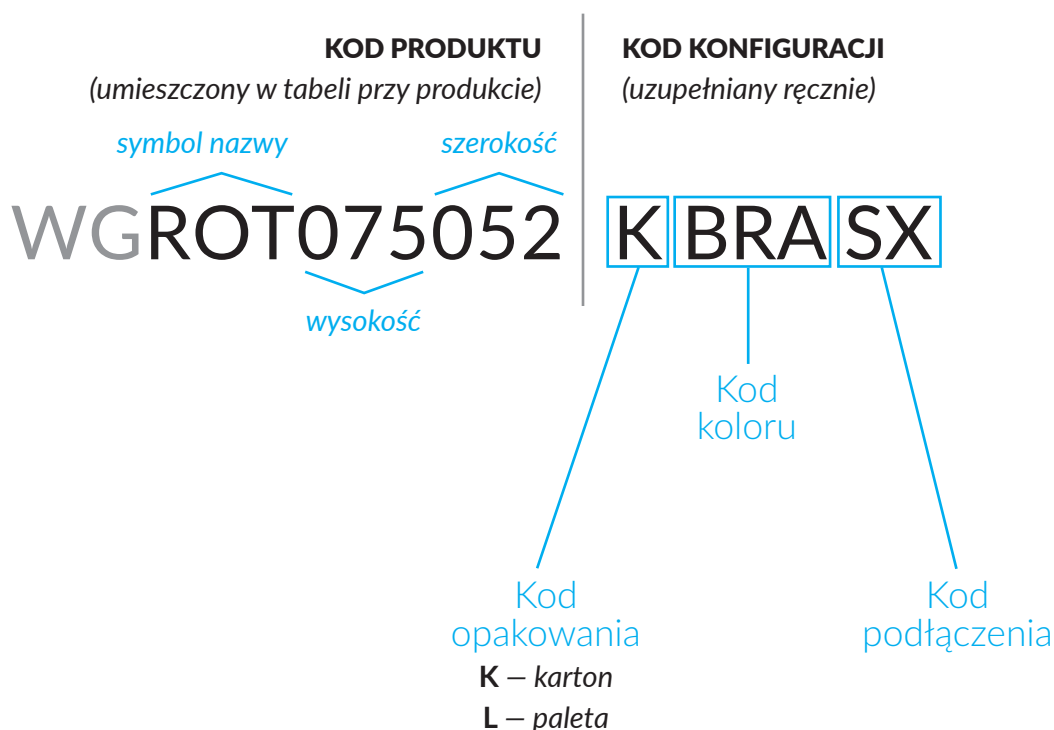 KOD PRODUKTU
(umieszczony w tabeli przy produkcie)
KOD KONFIGURACJI
(uzupełniany ręcznie)
symbol nazwy
szerokość
WGROT075052 K BRA SX
wysokość
Kod
koloru
Kod
opakowania
K – karton
L – paleta
Kod
podłączenia